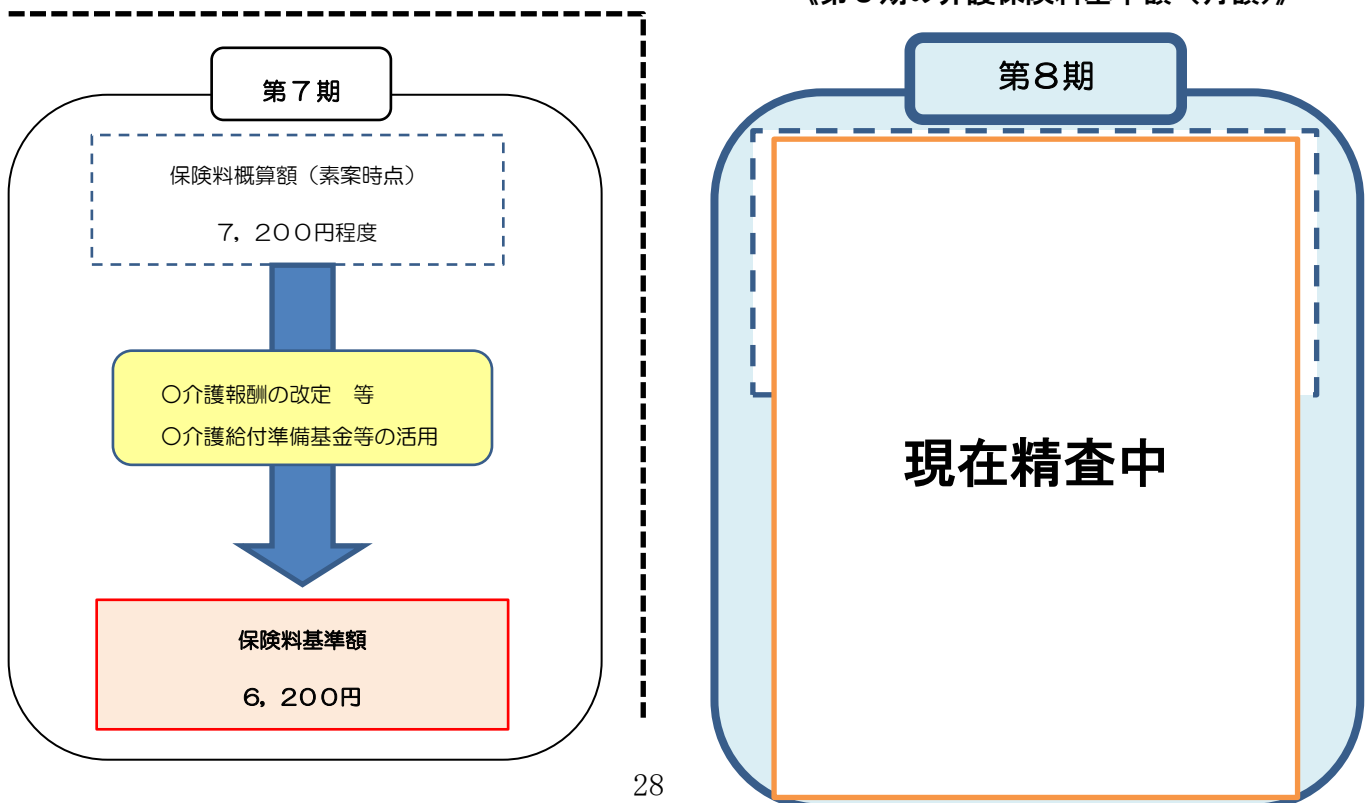 第７期
保険料概算額（素案時点）
７，２００円程度
○介護報酬の改定　等
○介護給付準備基金等の活用
保険料基準額
６，２００円
第８期
現在精査中
28